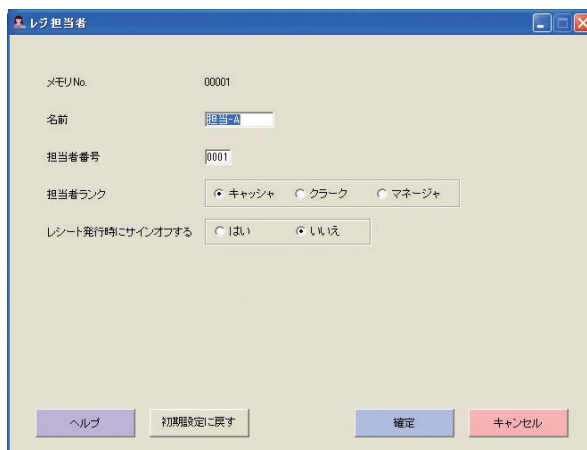 レジ担当者
メモリNo. 00001
名前 担当-A
担当者番号 0001
担当者ランク キャッシャ クラーク マネージャ
レシート発行時にサインオフする はい いいえ
ヘルプ 初期設定に戻す 確定 キャンセル